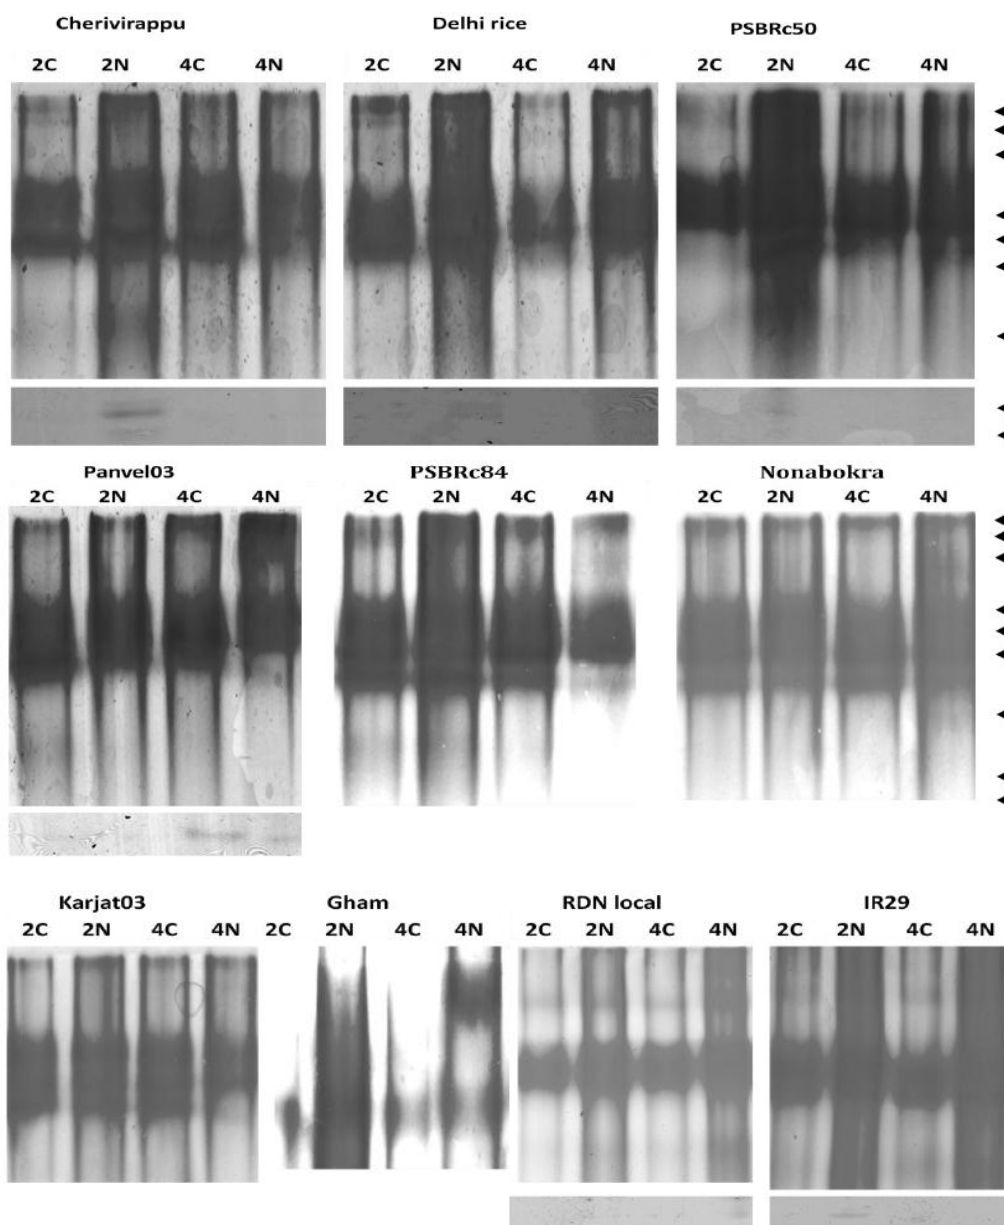 Cherivirappu Delhi rice PSBRc50
2C 2N 4C 4N 2C 2N 4C 4N 2C 2N 4C 4N
Panvel03 PSBRc84 Nonabokra
2C 2N 4C 4N 2C 2N 4C 4N 2C 2N 4C 4N
Karjat03 Gham RDN local IR29
2C 2N 4C 4N 2C 2N 4C 4N 2C 2N 4C 4N 2C 2N 4C 4N